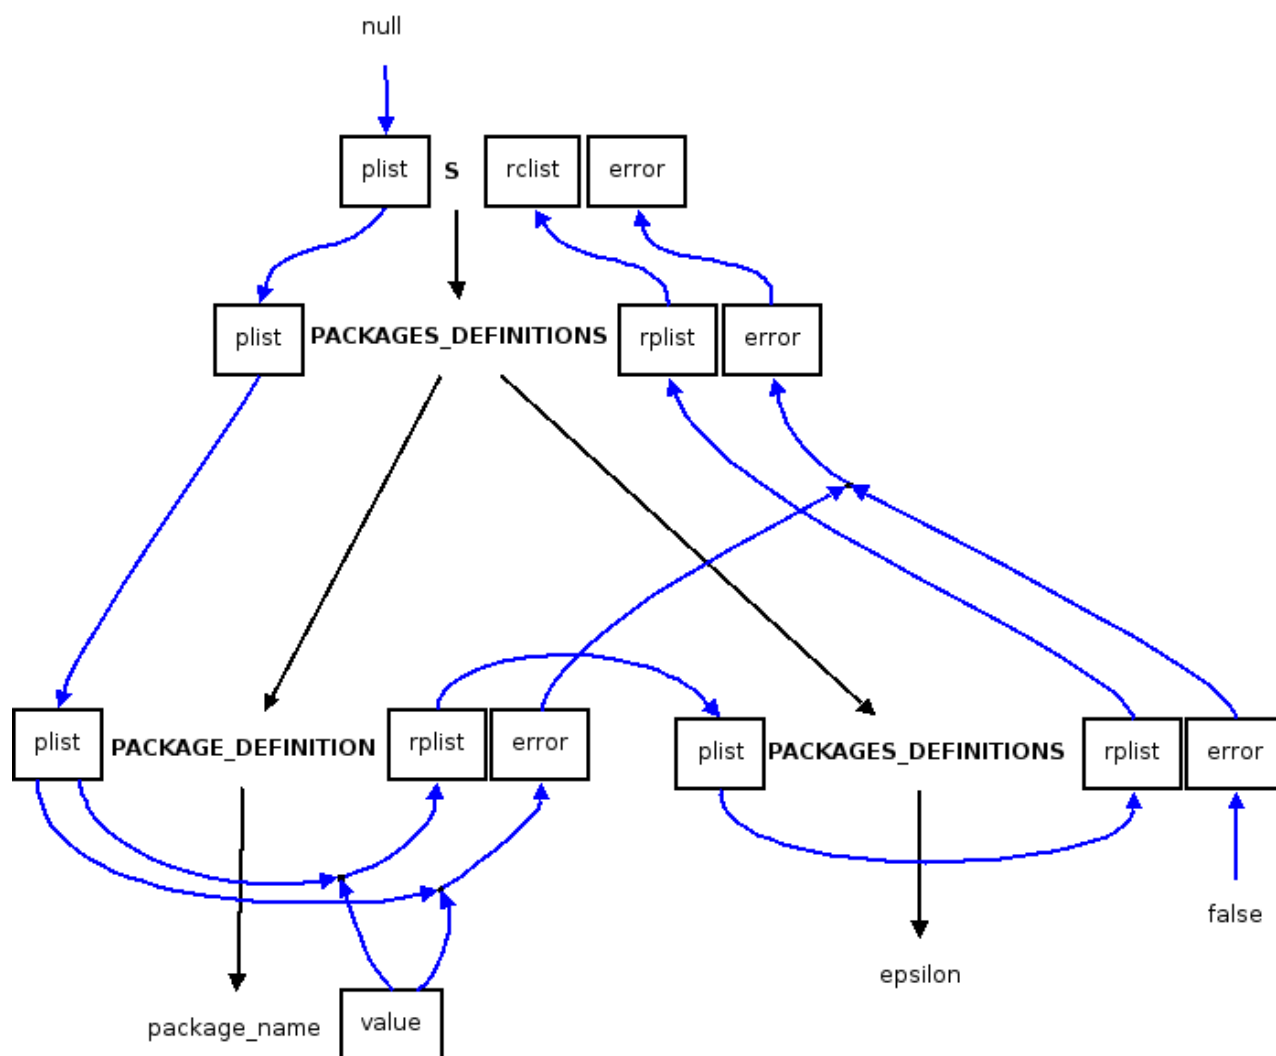 null
plist S rclist error
plist PACKAGES_DEFINITIONS rplist error
plist PACKAGE_DEFINITION rplist error plist PACKAGES_DEFINITIONS rplist error
false
epsilon
package_name value